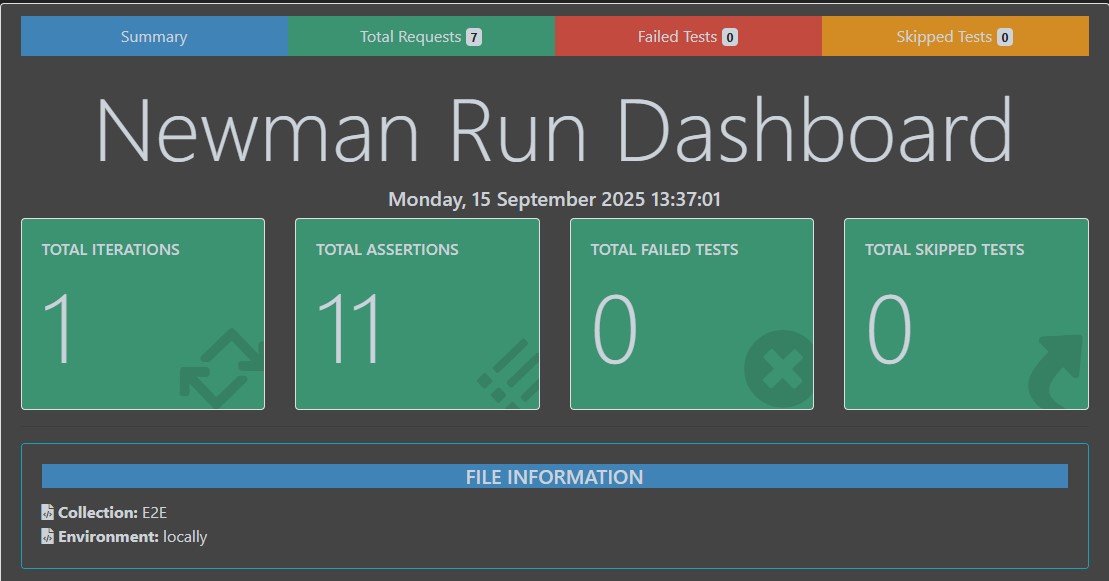 Summary
Total Requests 7
Failed Tests 0
Skipped Tests 0
Newman Run Dashboard
Monday, 15 September 2025 13:37:01
TOTAL ITERATIONS
1
TOTAL ASSERTIONS
11
TOTAL FAILED TESTS
0
TOTAL SKIPPED TESTS
0
FILE INFORMATION
Collection: E2E
Environment: locally